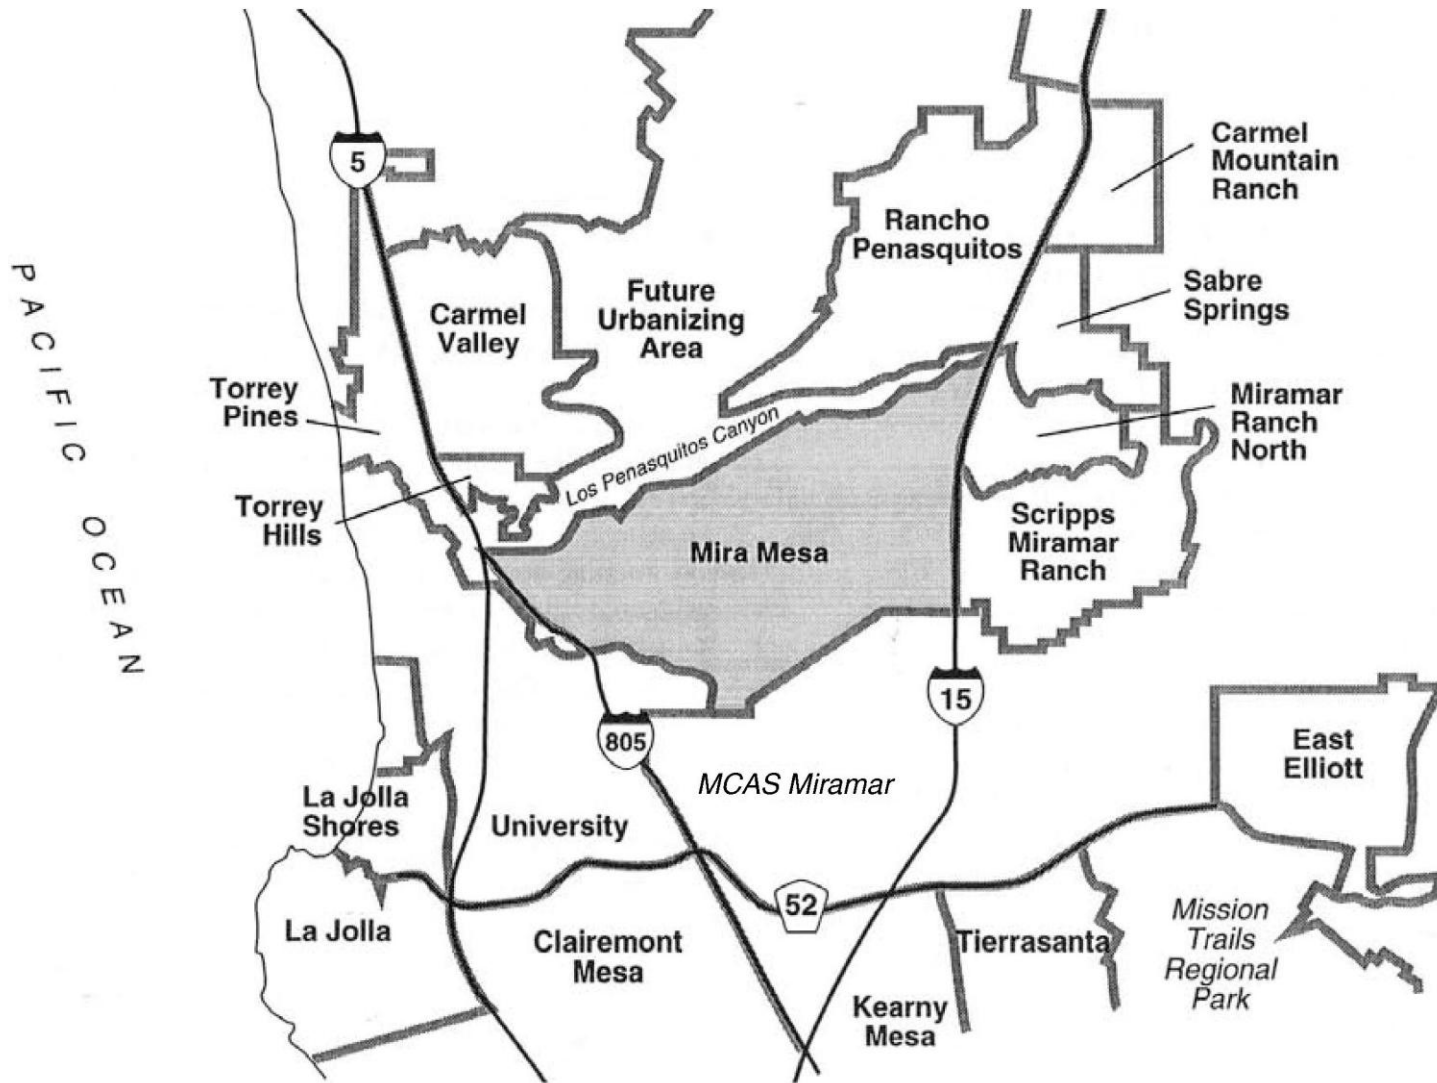 5
Carmel
Mountain
Ranch
Rancho
Penasquitos
PACIFIC OCEAN
Future
Urbanizing
Area
Sabre
Springs
Carmel
Valley
Torrey
Pines
Los Penasquitos Canyon
Miramar
Ranch
North
Torrey
Hills
Mira Mesa
Scripps
Miramar
Ranch
15
805
East
Elliott
MCAS Miramar
La Jolla
Shores
University
52
La Jolla
Clairemont
Mesa
Tierrasanta
Mission
Trails
Regional
Park
Kearny
Mesa